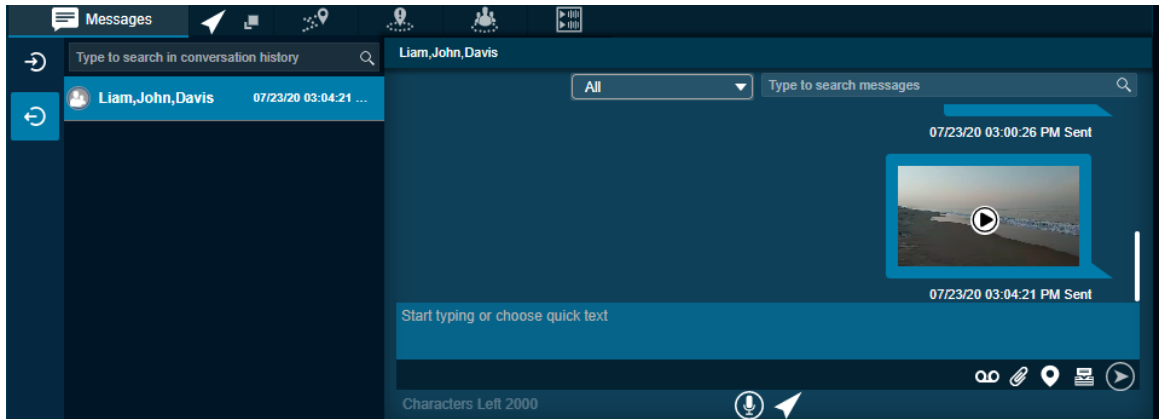 Messages
Type to search in conversation history
Liam,John,Davis 07/23/20 03:04:21 ...
Liam,John,Davis
All
Type to search messages
07/23/20 03:00:26 PM Sent
07/23/20 03:04:21 PM Sent
Start typing or choose quick text
Characters Left 2000